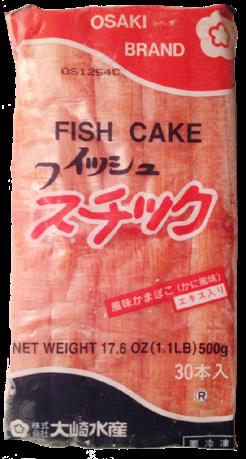 OSAKI
BRAND
OS1254C
FISH CAKE
フィッシュ
スチック
風味かまぼこ(かに風味)
エキス入り
NET WEIGHT 17.6 OZ(1.1LB)500g
30本入
®
株式会社 大崎水産
要冷凍